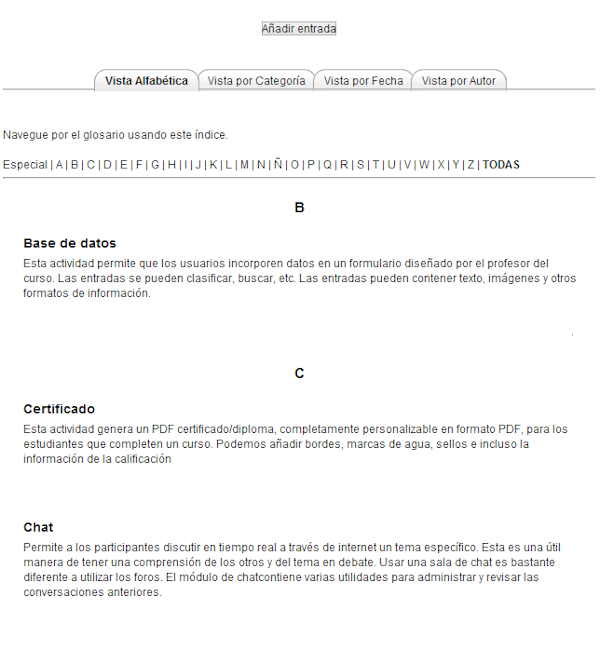 Añadir entrada
Vista Alfabética Vista por Categoría Vista por Fecha Vista por Autor
Navegue por el glosario usando este índice.
Especial | A | B | C | D | E | F | G | H | I | J | K | L | M | N | Ñ | O | P | Q | R | S | T | U | V | W | X | Y | Z | TODAS
B
Base de datos
Esta actividad permite que los usuarios incorporen datos en un formulario diseñado por el profesor del
curso. Las entradas se pueden clasificar, buscar, etc. Las entradas pueden contener texto, imágenes y otros
formatos de información.
C
Certificado
Esta actividad genera un PDF certificado/diploma, completamente personalizable en formato PDF, para los
estudiantes que completen un curso. Podemos añadir bordes, marcas de agua, sellos e incluso la
información de la calificación
Chat
Permite a los participantes discutir en tiempo real a través de internet un tema específico. Esta es una útil
manera de tener una comprensión de los otros y del tema en debate. Usar una sala de chat es bastante
diferente a utilizar los foros. El módulo de chatcontiene varias utilidades para administrar y revisar las
conversaciones anteriores.